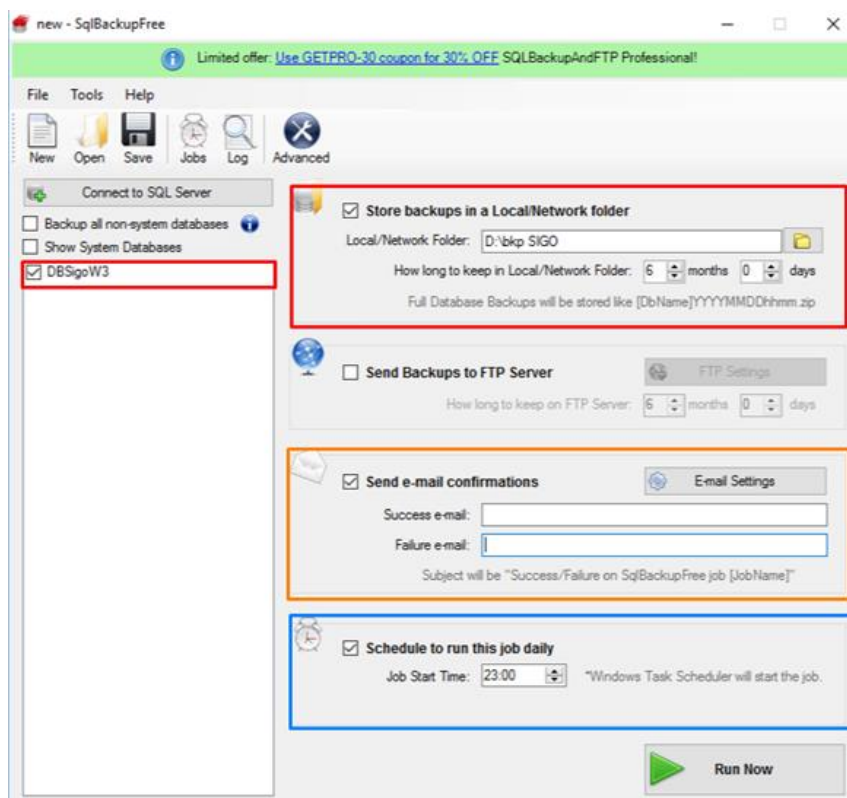 new - SqlBackupFree
Limited offer: Use GETPRO-30 coupon for 30% OFF SQLBackupAndFTP Professional!
File Tools Help
New Open Save Jobs Log Advanced
Connect to SQL Server
Backup all non-system databases
Show System Databases
DBSigoW3
Store backups in a Local/Network folder
Local/Network Folder: D:\bkp SIGO
How long to keep in Local/Network Folder: 6 months 0 days
Full Database Backups will be stored like [DbName]YYYYMMDDhhmm.zip
Send Backups to FTP Server FTP Settings
How long to keep on FTP Server: 6 months 0 days
Send e-mail confirmations E-mail Settings
Success e-mail:
Failure e-mail:
Subject will be "Success/Failure on SqlBackupFree job [JobName]"
Schedule to run this job daily
Job Start Time: 23:00 *Windows Task Scheduler will start the job.
Run Now